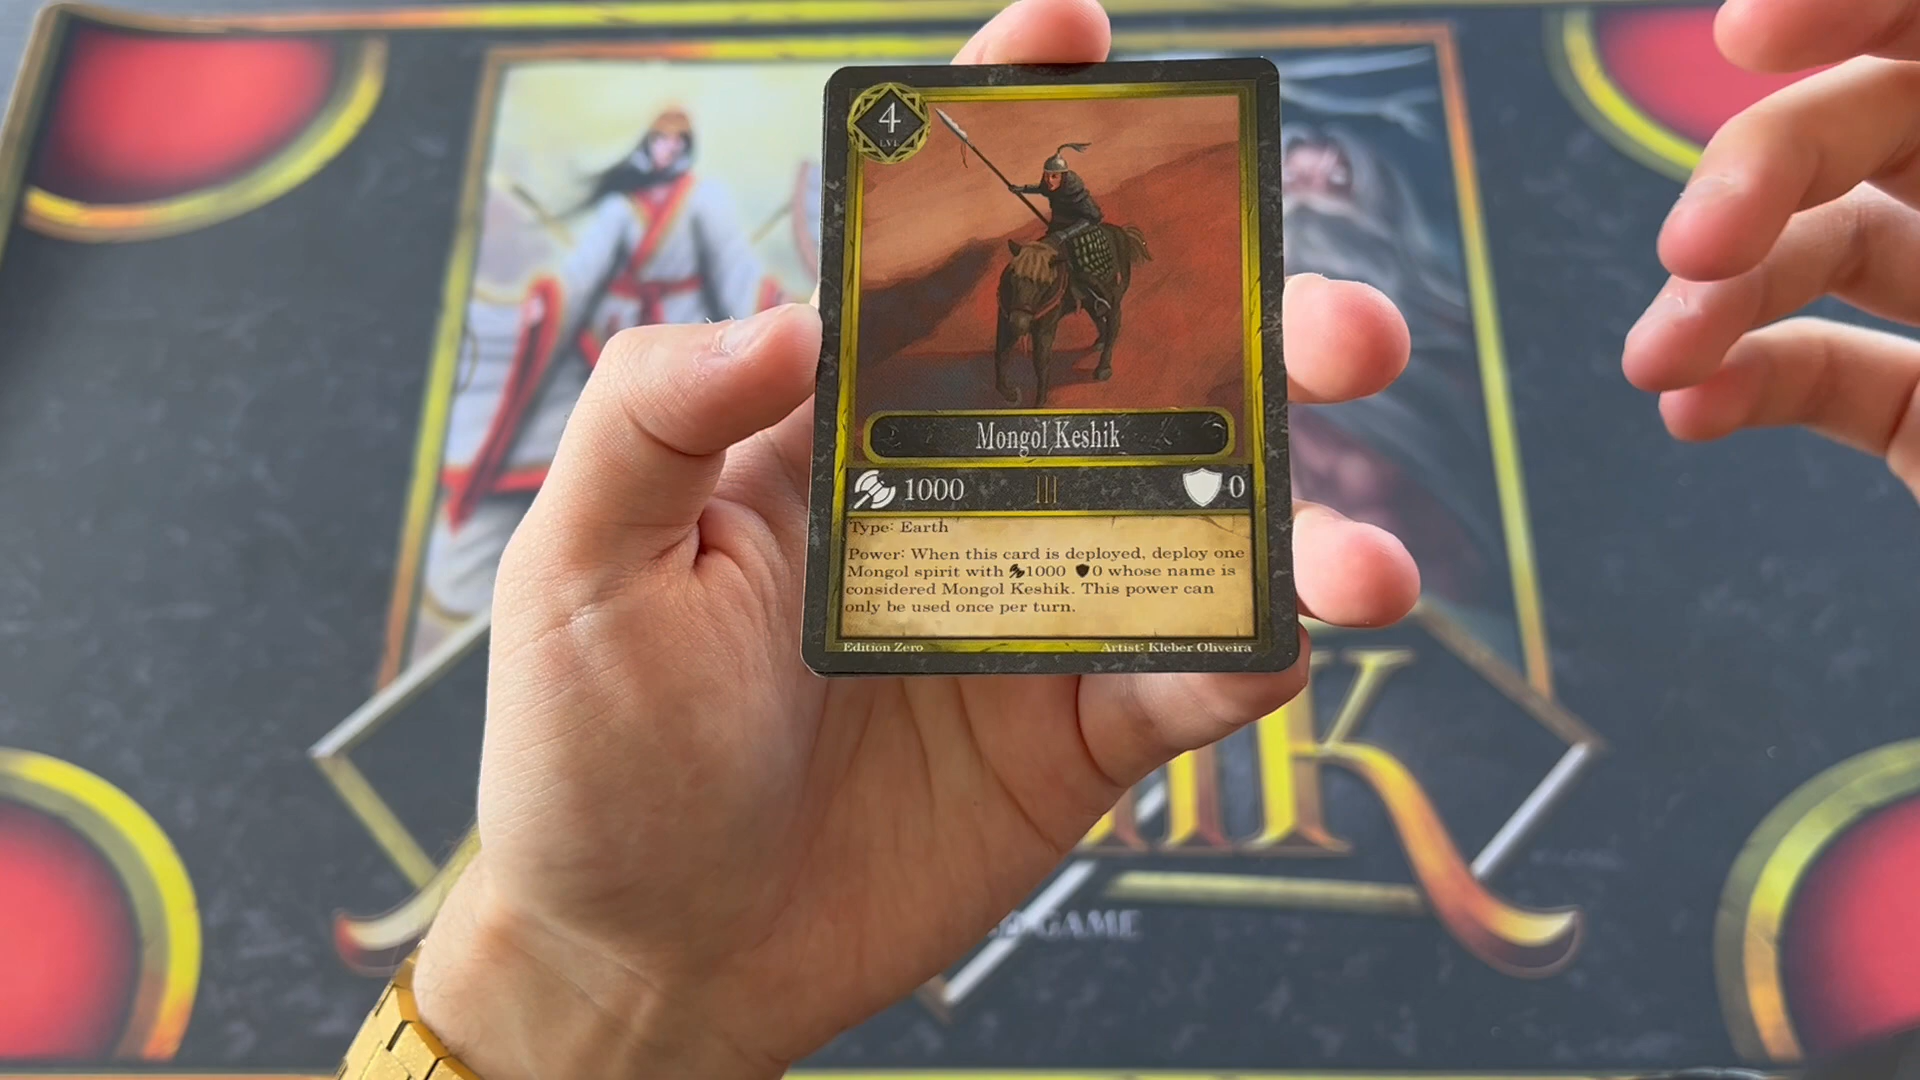 4
LVL
Mongol Keshik
1000 III 0
Type: Earth
Power: When this card is deployed, deploy one
Mongol spirit with 1000 0 whose name is
considered Mongol Keshik. This power can
only be used once per turn.
Edition Zero Artist: Kleber Oliveira
GAME